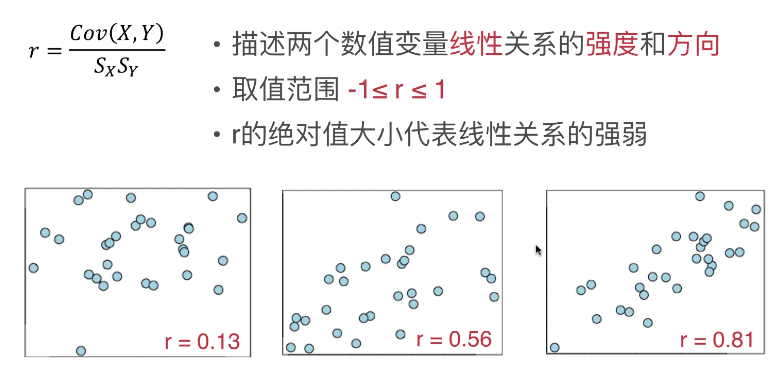 r = Cov(X,Y) / S_X S_Y
• 描述两个数值变量线性关系的强度和方向
• 取值范围 -1≤ r ≤ 1
• r的绝对值大小代表线性关系的强弱
r = 0.13
r = 0.56
r = 0.81